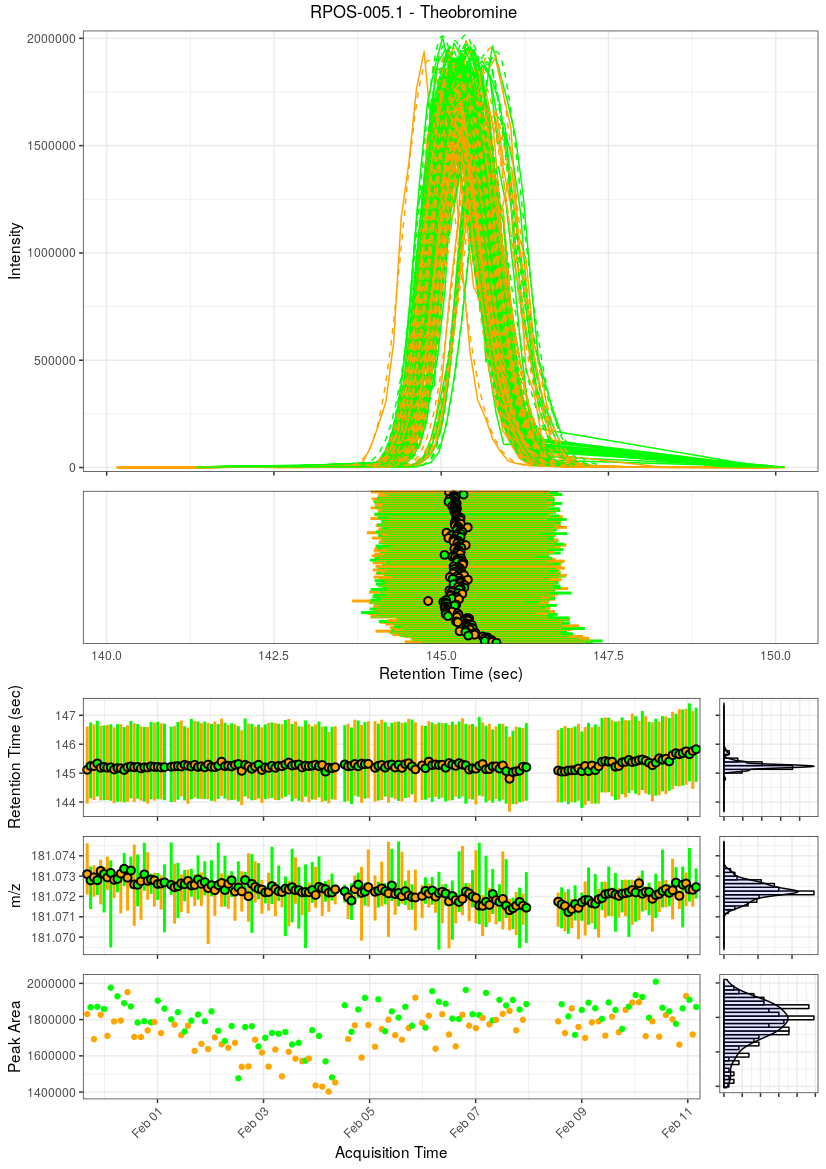 RPOS-005.1 - Theobromine
2000000
1500000
1000000
500000
0
Intensity
140.0 142.5 145.0 147.5 150.0
Retention Time (sec)
147
146
145
144
Retention Time (sec)
181.074
181.073
181.072
181.071
181.070
m/z
2000000
1800000
1600000
1400000
Peak Area
Feb 01 Feb 03 Feb 05 Feb 07 Feb 09 Feb 11
Acquisition Time